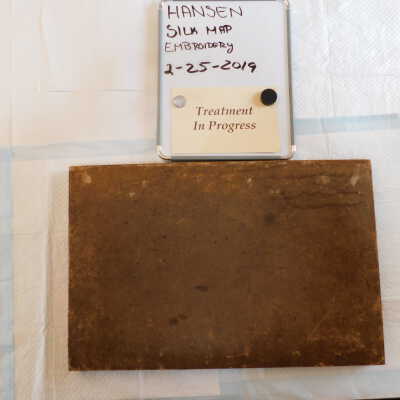 HANSEN
SILK MAP
EMBROIDERY
2-25-2019
Treatment
In Progress